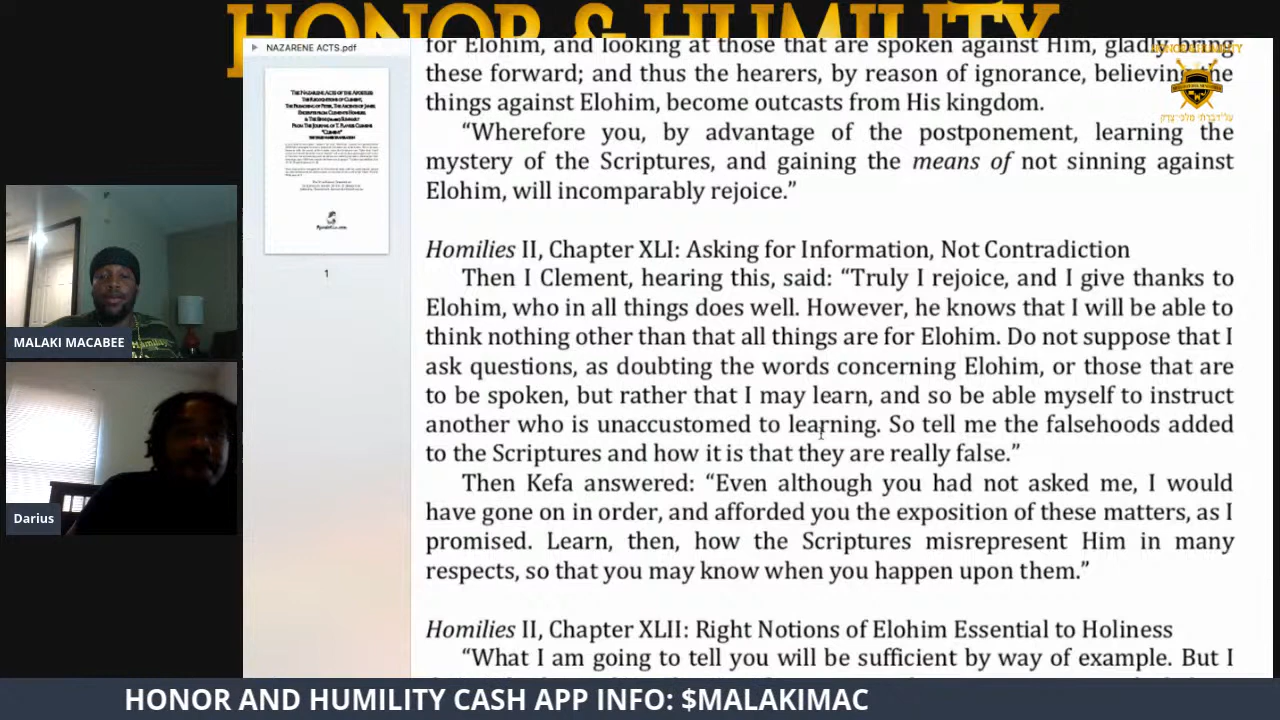 HONOR & HUMILITY
NAZARENE ACTS.pdf
1
for Elohim, and looking at those that are spoken against Him, gladly bring
these forward; and thus the hearers, by reason of ignorance, believing the
things against Elohim, become outcasts from His kingdom.
“Wherefore you, by advantage of the postponement, learning the
mystery of the Scriptures, and gaining the means of not sinning against
Elohim, will incomparably rejoice.”
Homilies II, Chapter XLI: Asking for Information, Not Contradiction
Then I Clement, hearing this, said: “Truly I rejoice, and I give thanks to
Elohim, who in all things does well. However, he knows that I will be able to
think nothing other than that all things are for Elohim. Do not suppose that I
ask questions, as doubting the words concerning Elohim, or those that are
to be spoken, but rather that I may learn, and so be able myself to instruct
another who is unaccustomed to learning. So tell me the falsehoods added
to the Scriptures and how it is that they are really false.”
Then Kefa answered: “Even although you had not asked me, I would
have gone on in order, and afforded you the exposition of these matters, as I
promised. Learn, then, how the Scriptures misrepresent Him in many
respects, so that you may know when you happen upon them.”
Homilies II, Chapter XLII: Right Notions of Elohim Essential to Holiness
“What I am going to tell you will be sufficient by way of example. But I
HONOR & HUMILITY
MALAKI MACABEE
Darius
HONOR AND HUMILITY CASH APP INFO: $MALAKIMAC